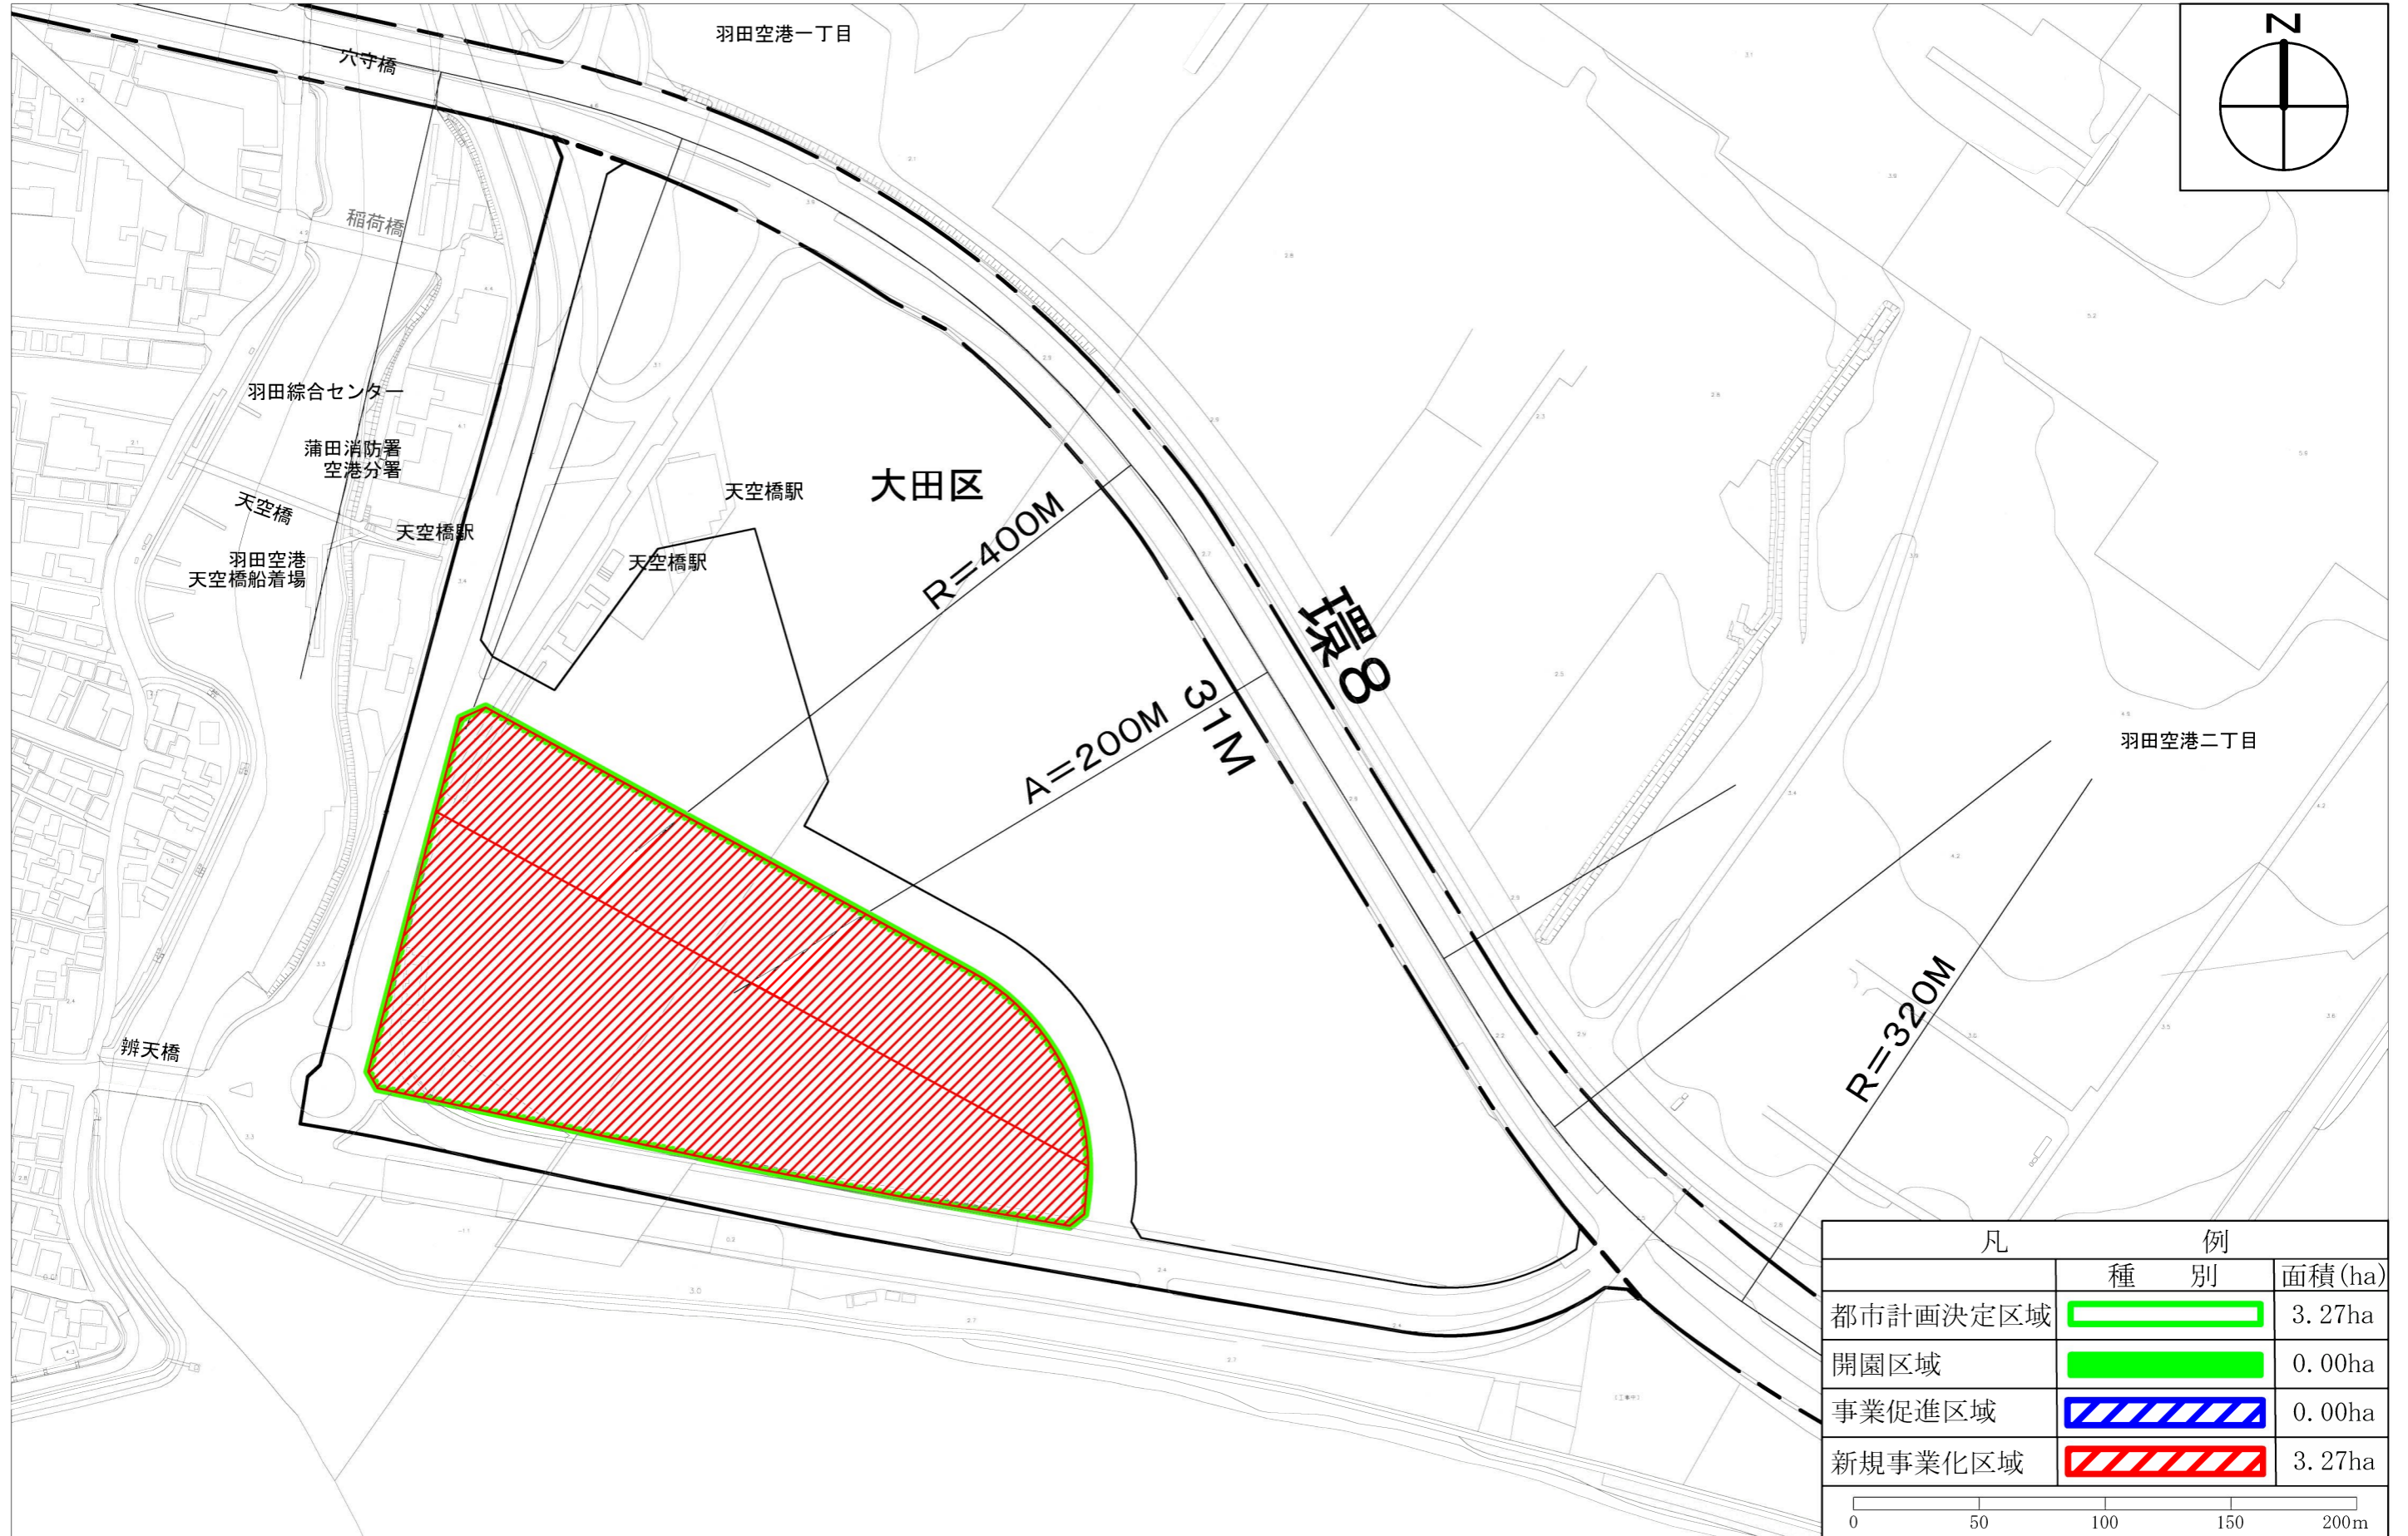 羽田空港一丁目
N
穴守橋
稲荷橋
羽田綜合センター
蒲田消防署
空港分署
天空橋
天空橋駅
羽田空港
天空橋船着場
天空橋駅
天空橋駅
大田区
R=400M
環8
31M
A=200M
羽田空港二丁目
R=320M
辨天橋
凡 例
種 別 面積(ha)
都市計画決定区域 3.27ha
開園区域 0.00ha
事業促進区域 0.00ha
新規事業化区域 3.27ha
0 50 100 150 200m